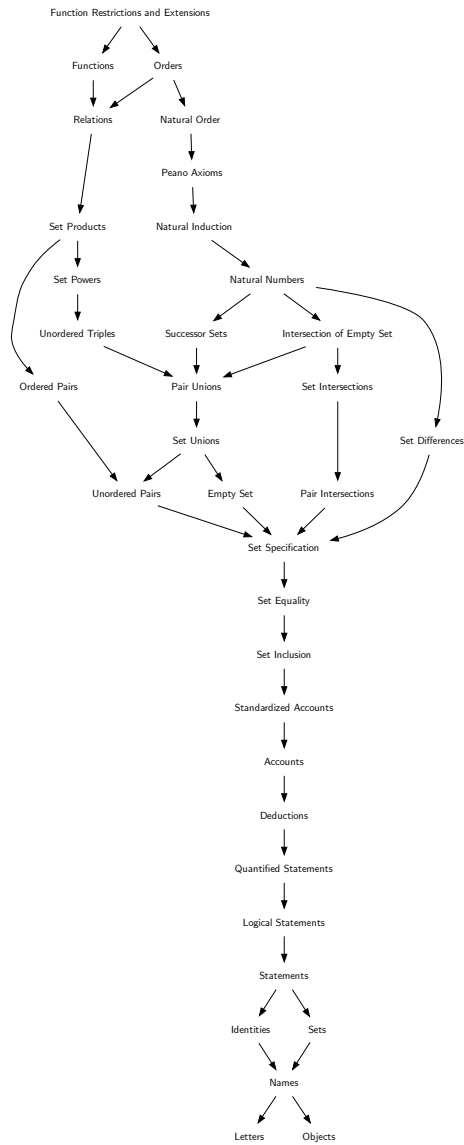 Function Restrictions and Extensions
Functions
Orders
Relations
Natural Order
Peano Axioms
Set Products
Natural Induction
Set Powers
Natural Numbers
Unordered Triples
Successor Sets
Intersection of Empty Set
Ordered Pairs
Pair Unions
Set Intersections
Set Unions
Set Differences
Unordered Pairs
Empty Set
Pair Intersections
Set Specification
Set Equality
Set Inclusion
Standardized Accounts
Accounts
Deductions
Quantified Statements
Logical Statements
Statements
Identities
Sets
Names
Letters
Objects